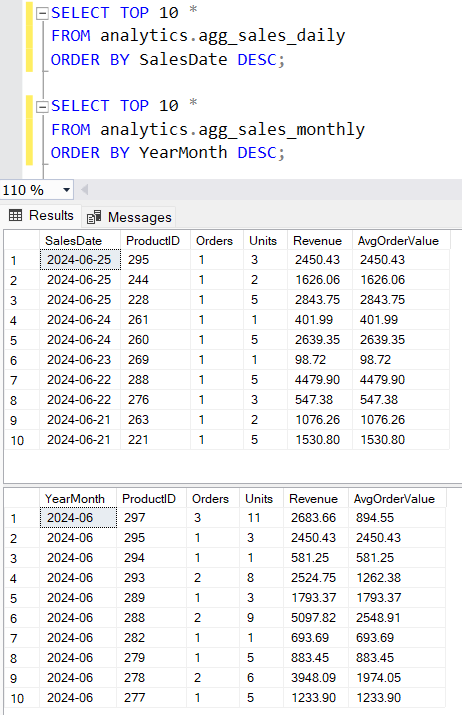 SELECT TOP 10 *
FROM analytics.agg_sales_daily
ORDER BY SalesDate DESC;
SELECT TOP 10 *
FROM analytics.agg_sales_monthly
ORDER BY YearMonth DESC;
110 %
Results Messages
SalesDate ProductID Orders Units Revenue AvgOrderValue
1 2024-06-25 295 1 3 2450.43 2450.43
2 2024-06-25 244 1 2 1626.06 1626.06
3 2024-06-25 228 1 5 2843.75 2843.75
4 2024-06-24 261 1 1 401.99 401.99
5 2024-06-24 260 1 5 2639.35 2639.35
6 2024-06-23 269 1 1 98.72 98.72
7 2024-06-22 288 1 5 4479.90 4479.90
8 2024-06-22 276 1 3 547.38 547.38
9 2024-06-21 263 1 2 1076.26 1076.26
10 2024-06-21 221 1 5 1530.80 1530.80
YearMonth ProductID Orders Units Revenue AvgOrderValue
1 2024-06 297 3 11 2683.66 894.55
2 2024-06 295 1 3 2450.43 2450.43
3 2024-06 294 1 1 581.25 581.25
4 2024-06 293 2 8 2524.75 1262.38
5 2024-06 289 1 3 1793.37 1793.37
6 2024-06 288 2 9 5097.82 2548.91
7 2024-06 282 1 1 693.69 693.69
8 2024-06 279 1 5 883.45 883.45
9 2024-06 278 2 6 3948.09 1974.05
10 2024-06 277 1 5 1233.90 1233.90